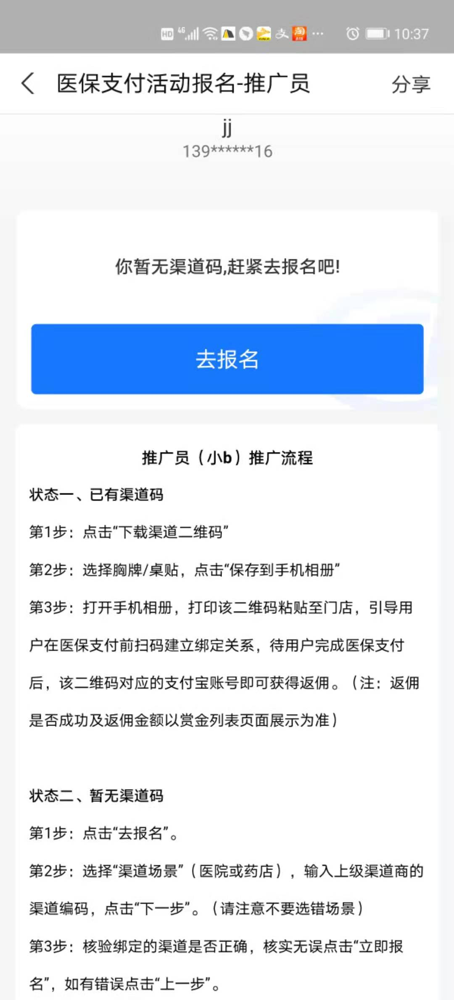 HD 4G 10:37
医保支付活动报名-推广员 分享
jj
139******16
你暂无渠道码,赶紧去报名吧!
去报名
推广员（小b）推广流程
状态一、已有渠道码
第1步：点击“下载渠道二维码”
第2步：选择胸牌/桌贴，点击“保存到手机相册”
第3步：打开手机相册，打印该二维码粘贴至门店，引导用
户在医保支付前扫码建立绑定关系，待用户完成医保支付
后，该二维码对应的支付宝账号即可获得返佣。（注：返佣
是否成功及返佣金额以赏金列表页面展示为准）
状态二、暂无渠道码
第1步：点击“去报名”。
第2步：选择“渠道场景”（医院或药店），输入上级渠道商的
渠道编码，点击“下一步”。（请注意不要选错场景）
第3步：核验绑定的渠道是否正确，核实无误点击“立即报
名”，如有错误点击“上一步”。